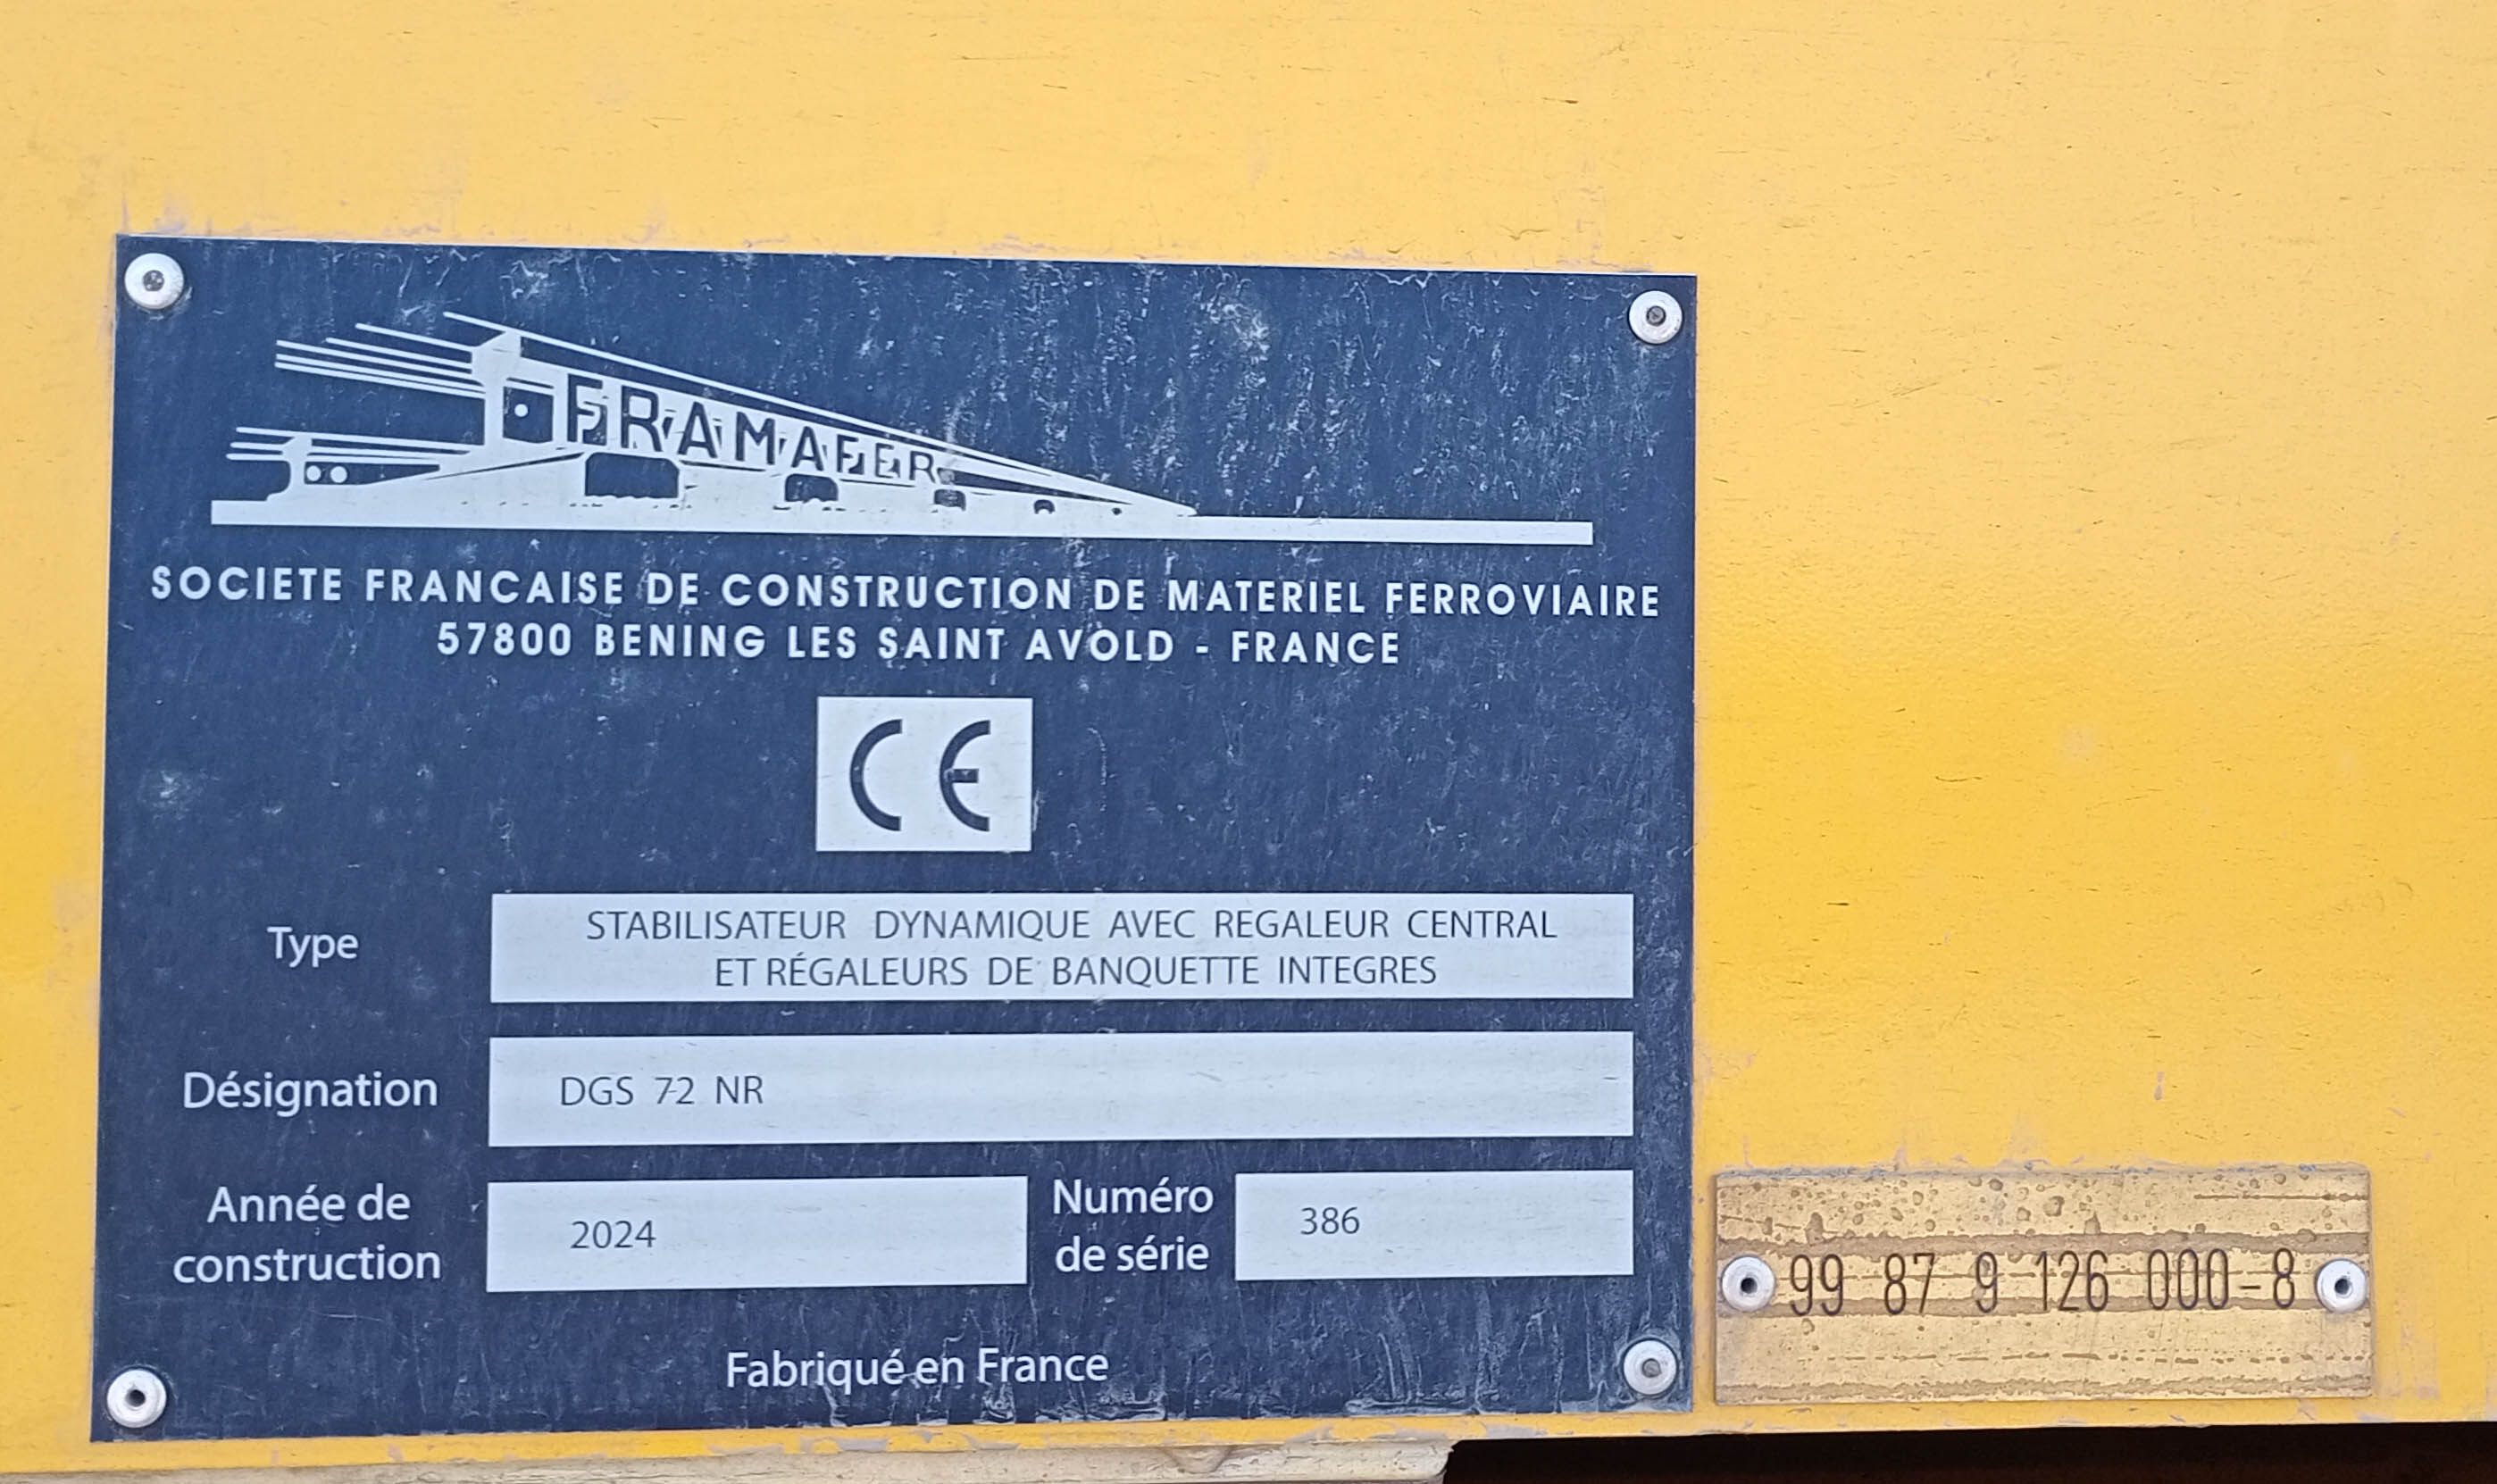 FRAMAFER
SOCIETE FRANCAISE DE CONSTRUCTION DE MATERIEL FERROVIAIRE
57800 BENING LES SAINT AVOLD - FRANCE
CE
Type
STABILISATEUR DYNAMIQUE AVEC REGALEUR CENTRAL
ET RÉGALEURS DE BANQUETTE INTEGRES
Désignation
DGS 72 NR
Année de
construction
2024
Numéro
de série
386
99 87 9 126 000-8
Fabriqué en France